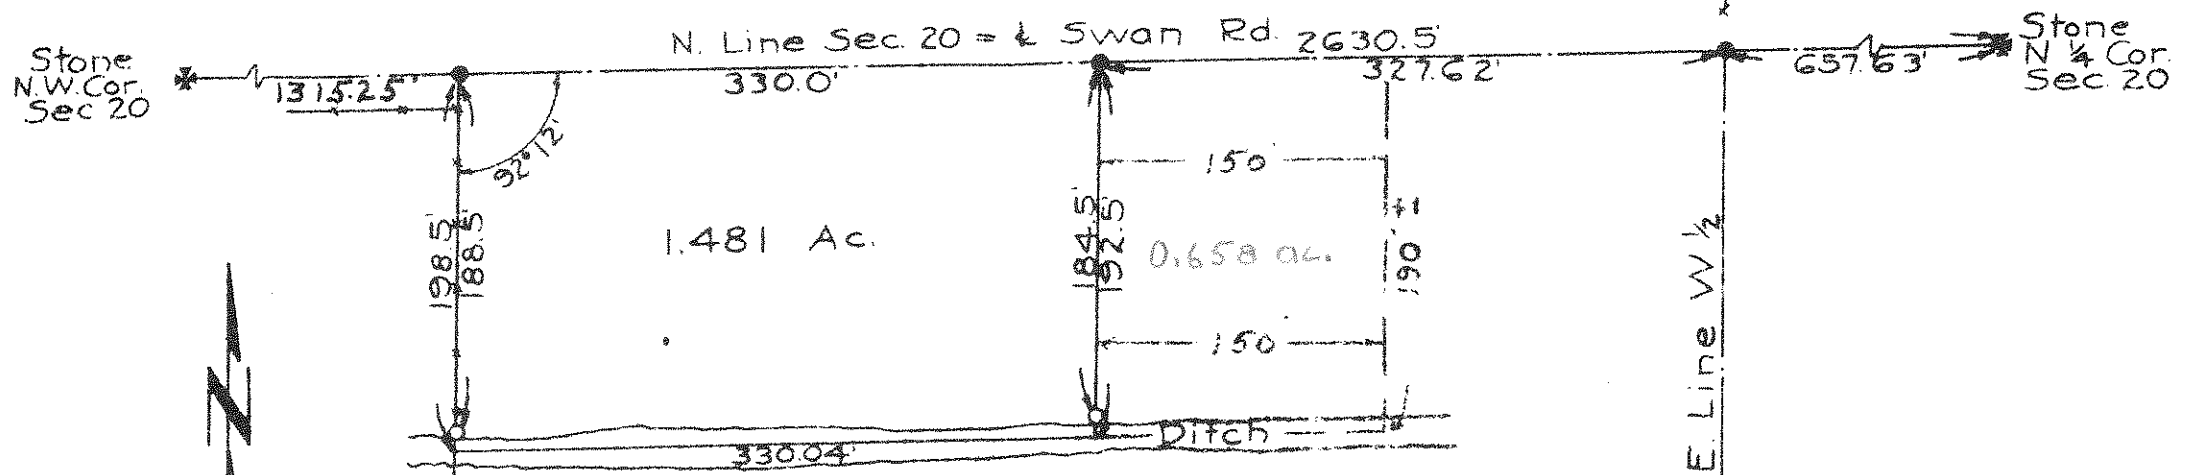 N. Line Sec. 20 = ℄ Swan Rd. 2630.5'
Stone
N.W. Cor.
Sec 20
1315.25'
330.0'
327.62'
657.63'
Stone
N ¼ Cor.
Sec. 20
92°12'
150'
198.5'
188.5'
1.481 Ac.
184.5'
192.5'
0.658 ac.
190'±
150'
E. Line W ½
Ditch
330.04'
N